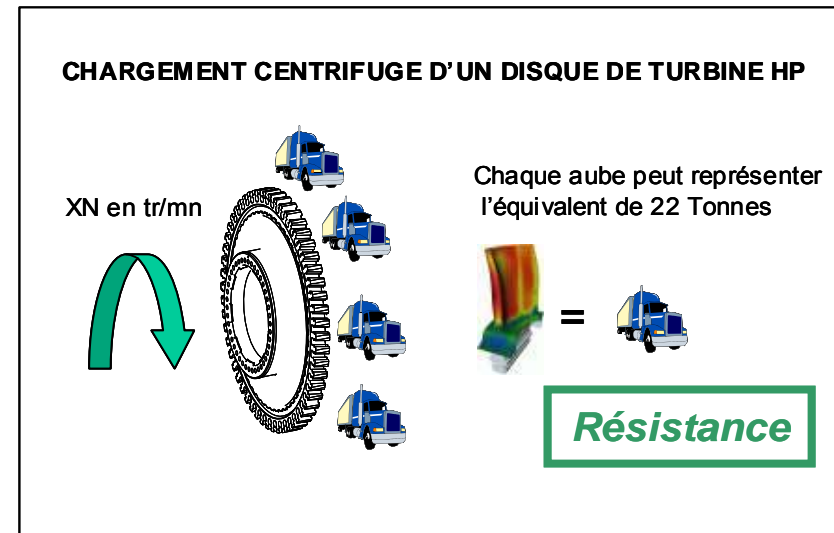 CHARGEMENT CENTRIFUGE D'UN DISQUE DE TURBINE HP
XN en tr/mn
Chaque aube peut représenter
l'équivalent de 22 Tonnes
=
Résistance